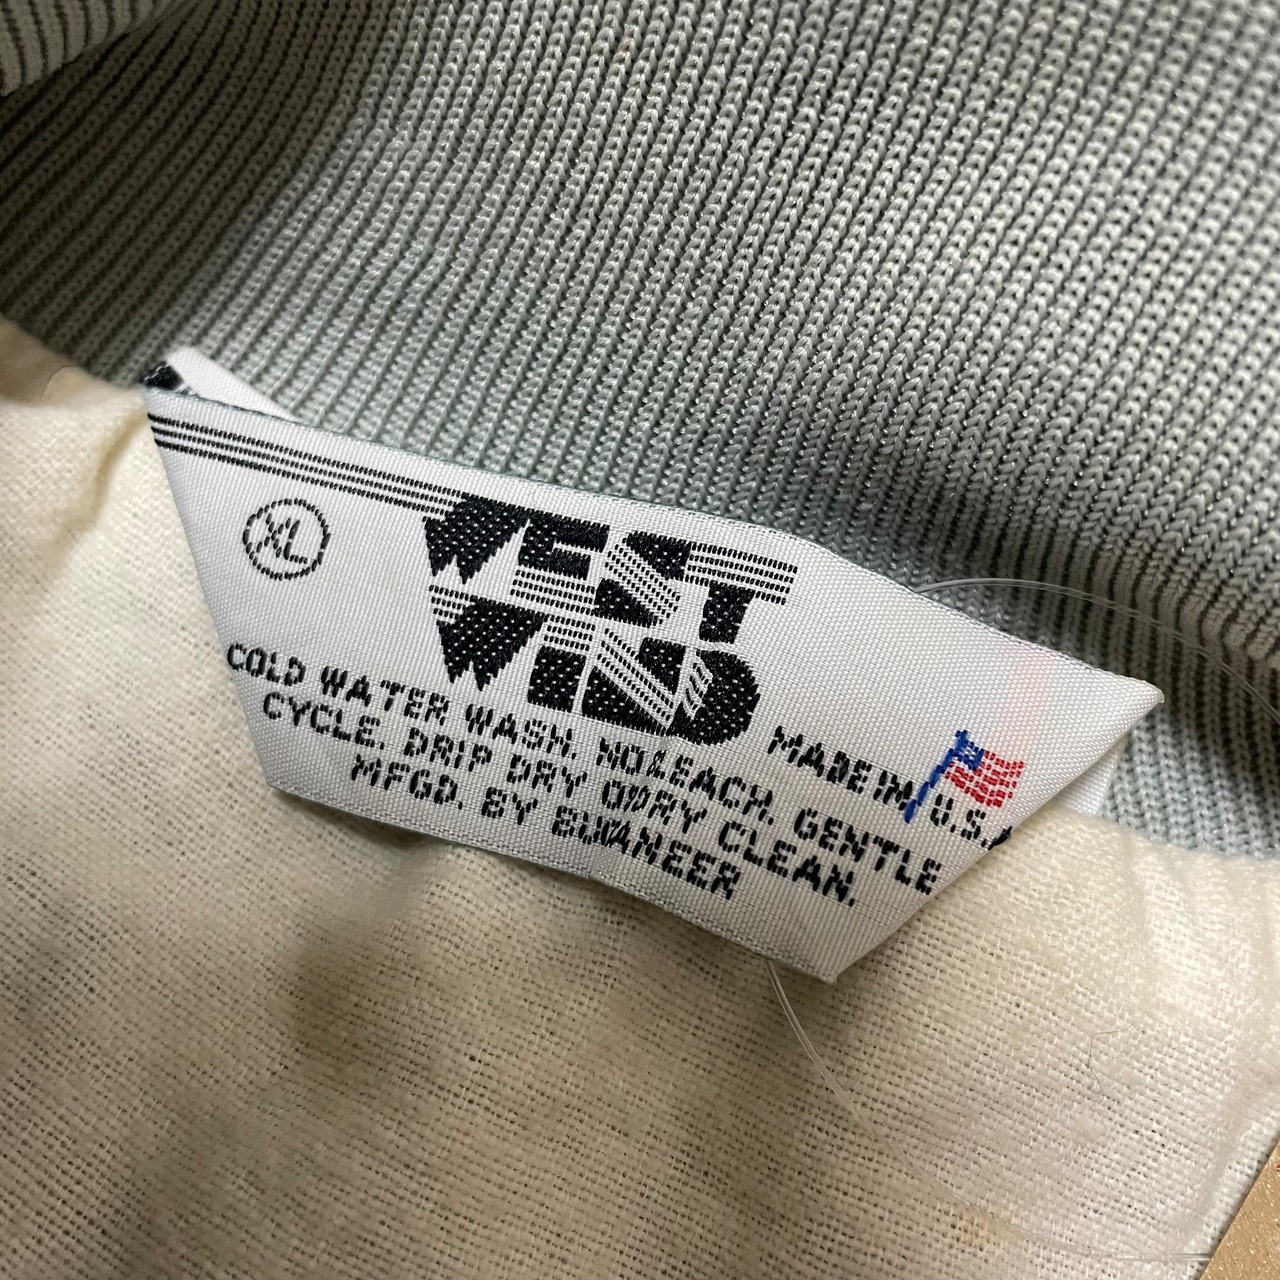 XL
WEST
WIND
MADE IN U.S.A
COLD WATER WASH. NO BLEACH. GENTLE
CYCLE. DRIP DRY OR DRY CLEAN.
MFGD. BY